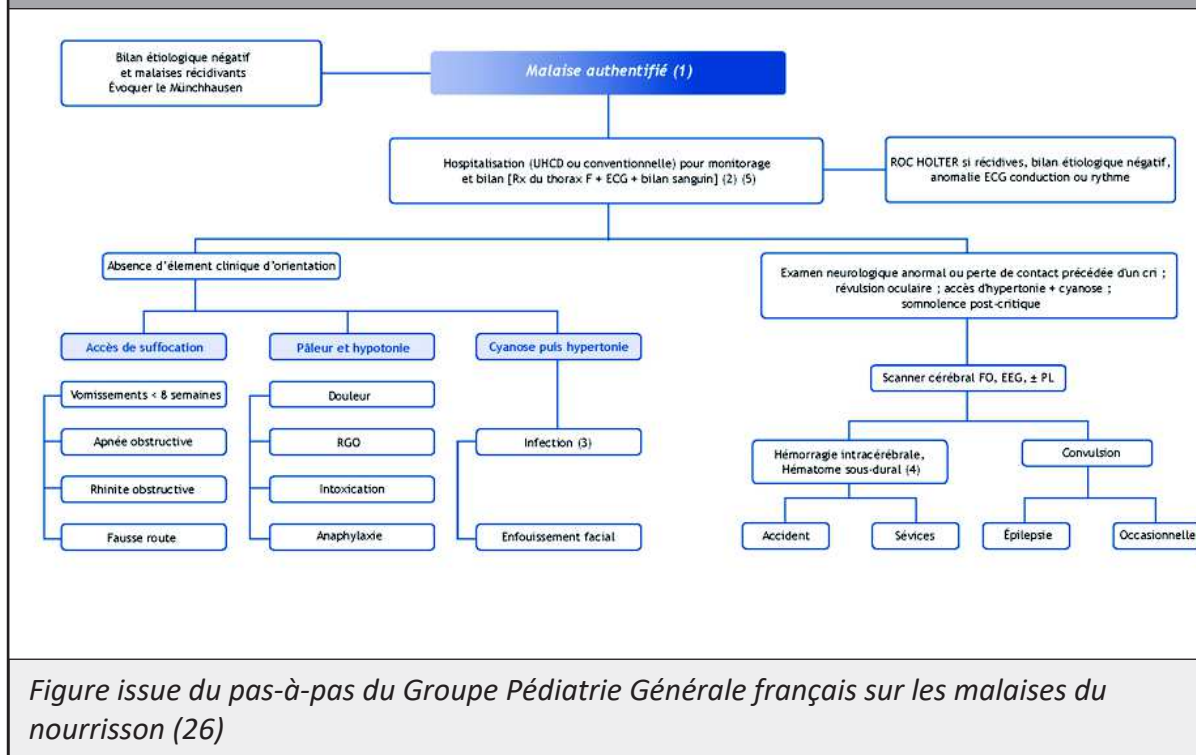 Bilan étiologique négatif
et malaises récidivants
Évoquer le Münchhausen
Malaise authentifié (1)
Hospitalisation (UHCD ou conventionnelle) pour monitorage
et bilan [Rx du thorax F + ECG + bilan sanguin] (2) (5)
ROC HOLTER si récidives, bilan étiologique négatif,
anomalie ECG conduction ou rythme
Absence d'élement clinique d'orientation
Examen neurologique anormal ou perte de contact précédée d'un cri ;
révulsion oculaire ; accès d'hypertonie + cyanose ;
somnolence post-critique
Accès de suffocation
Pâleur et hypotonie
Cyanose puis hypertonie
Vomissements < 8 semaines
Apnée obstructive
Rhinite obstructive
Fausse route
Douleur
RGO
Intoxication
Anaphylaxie
Infection (3)
Enfouissement facial
Scanner cérébral FO, EEG, ± PL
Hémorragie intracérébrale,
Hématome sous-dural (4)
Convulsion
Accident
Sévices
Épilepsie
Occasionnelle
Figure issue du pas-à-pas du Groupe Pédiatrie Générale français sur les malaises du
nourrisson (26)